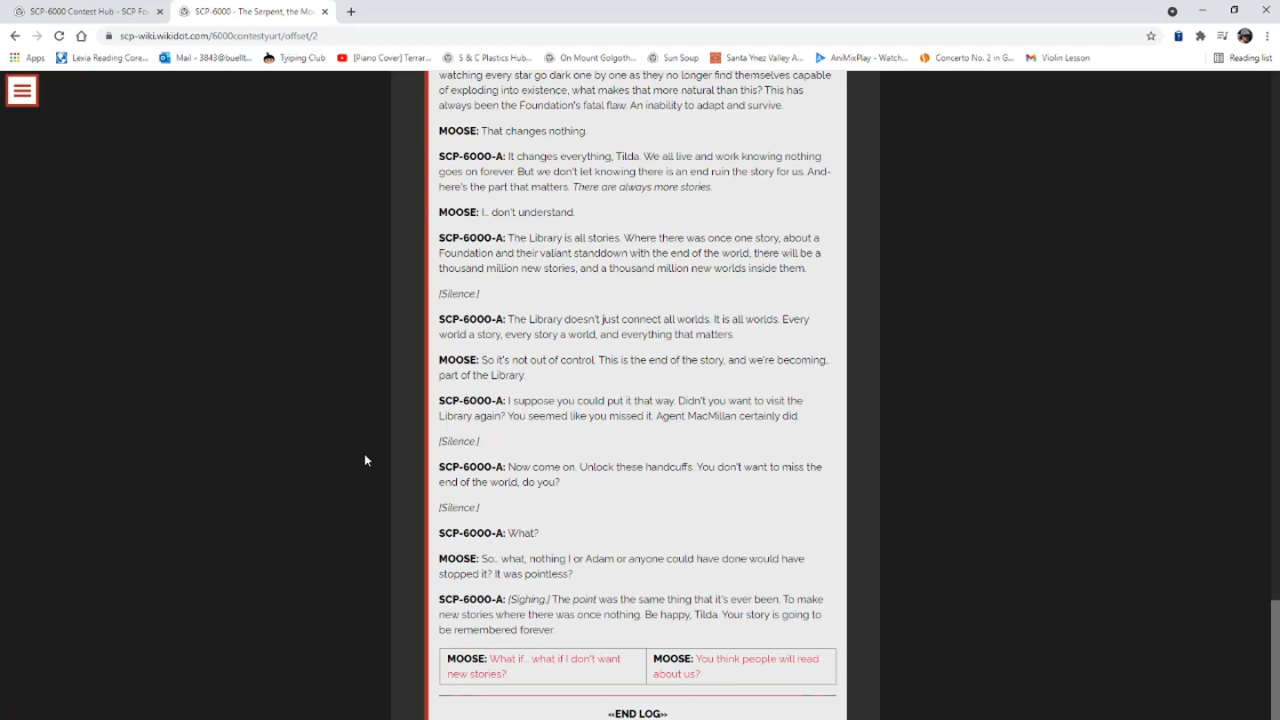 SCP-6000 Contest Hub - SCP Fo
SCP-6000 - The Serpent, the Mo
scp-wiki.wikidot.com/6000contestyurt/offset/2
Apps
Lexia Reading Core...
Mail - 3843@buellt...
Tyiping Club
[Piano Cover] Terrar...
S & C Plastics Hub...
On Mount Golgoth...
Sun Soup
Santa Ynez Valley A...
AniMixPlay - Watch...
Concerto No. 2 in G...
Violin Lesson
Reading list
watching every star go dark one by one as they no longer find themselves capable
of exploding into existence, what makes that more natural than this? This has
always been the Foundation's fatal flaw. An inability to adapt and survive.
MOOSE: That changes nothing.
SCP-6000-A: It changes everything, Tilda. We all live and work knowing nothing
goes on forever. But we don't let knowing there is an end ruin the story for us. And-
here's the part that matters. There are always more stories.
MOOSE: I... don't understand.
SCP-6000-A: The Library is all stories. Where there was once one story, about a
Foundation and their valiant standdown with the end of the world, there will be a
thousand million new stories, and a thousand million new worlds inside them.
[Silence.]
SCP-6000-A: The Library doesn't just connect all worlds. It is all worlds. Every
world a story, every story a world, and everything that matters.
MOOSE: So it's not out of control. This is the end of the story, and we're becoming...
part of the Library.
SCP-6000-A: I suppose you could put it that way. Didn't you want to visit the
Library again? You seemed like you missed it. Agent MacMillan certainly did.
[Silence.]
SCP-6000-A: Now come on. Unlock these handcuffs. You don't want to miss the
end of the world, do you?
[Silence.]
SCP-6000-A: What?
MOOSE: So... what, nothing I or Adam or anyone could have done would have
stopped it? It was pointless?
SCP-6000-A: [Sighing.] The point was the same thing that it's ever been. To make
new stories where there was once nothing. Be happy, Tilda. Your story is going to
be remembered forever.
MOOSE: What if... what if I don't want
new stories?
MOOSE: You think people will read
about us?
«END LOG»